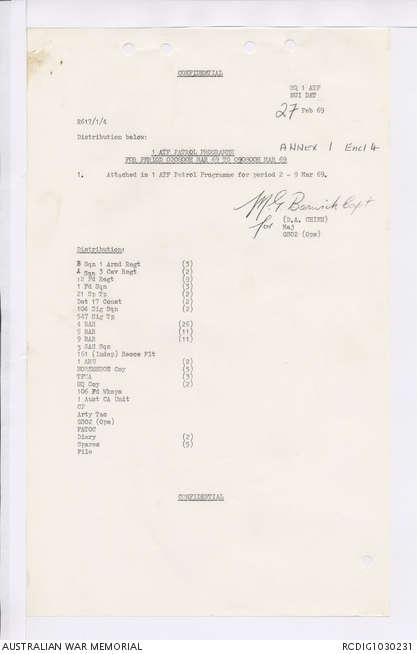 CONFIDENTIAL
HQ 1 ATF
NUI DAT
27 Feb 69
R617/1/4
Distribution below:
ANNEX 1 Encl 4
1 ATF PATROL PROGRAMME
FOR PERIOD 020800H MAR 69 TO 090800H MAR 69
1. Attached is 1 ATF Patrol Programme for period 2 - 9 Mar 69.
M G Berwick Capt
for (D.A. CHINN)
Maj
GSO2 (Ops)
Distribution:
B Sqn 1 Armd Regt (3)
A Sqn 3 Cav Regt (2)
12 Fd Regt
1 Fd Sqn (3)
21 Sp Tp (2)
Det 17 Const (2)
104 Sig Sqn (2)
547 Sig Tp
4 RAR (26)
5 RAR (11)
9 RAR (11)
3 SAS Sqn
161 (Indep) Recce Flt
1 ARU (2)
HORSESHOE Coy (5)
TFMA (3)
HQ Coy (2)
106 Fd Wksps
1 Aust CA Unit
CP
Arty Tac
GSO2 (Ops)
FATOC
Diary (2)
Spares (5)
File
CONFIDENTIAL
AUSTRALIAN WAR MEMORIAL
RCDIG1030231